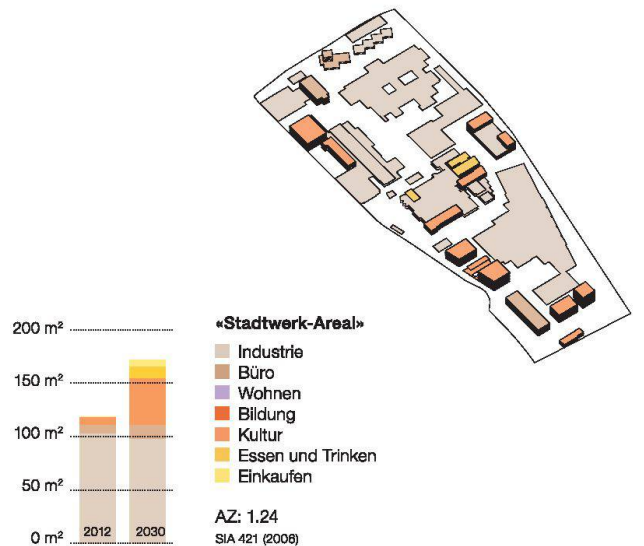 200 m²
150 m²
100 m²
50 m²
0 m²
2012
2030
«Stadtwerk-Areal»
Industrie
Büro
Wohnen
Bildung
Kultur
Essen und Trinken
Einkaufen
AZ: 1.24
SIA 421 (2006)